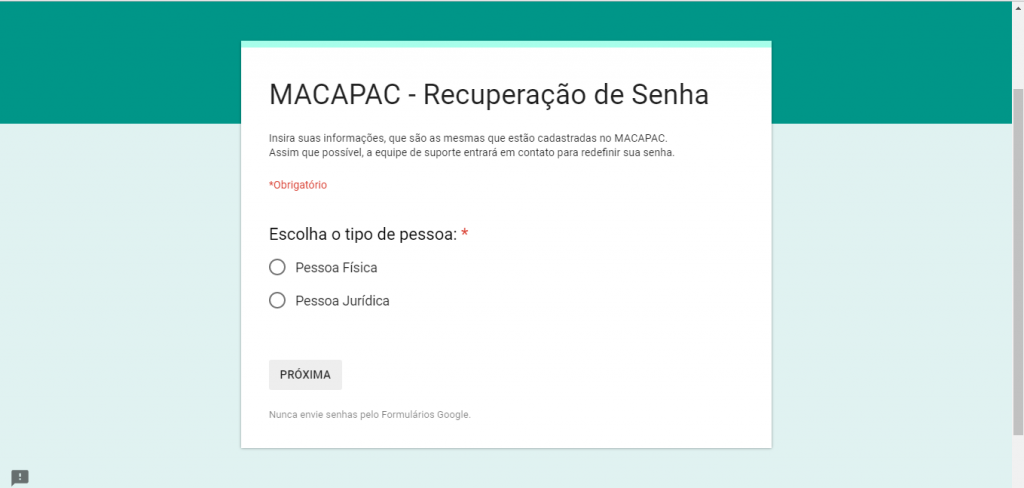 MACAPAC - Recuperação de Senha
Insira suas informações, que são as mesmas que estão cadastradas no MACAPAC.
Assim que possível, a equipe de suporte entrará em contato para redefinir sua senha.
*Obrigatório
Escolha o tipo de pessoa: *
Pessoa Física
Pessoa Jurídica
PRÓXIMA
Nunca envie senhas pelo Formulários Google.